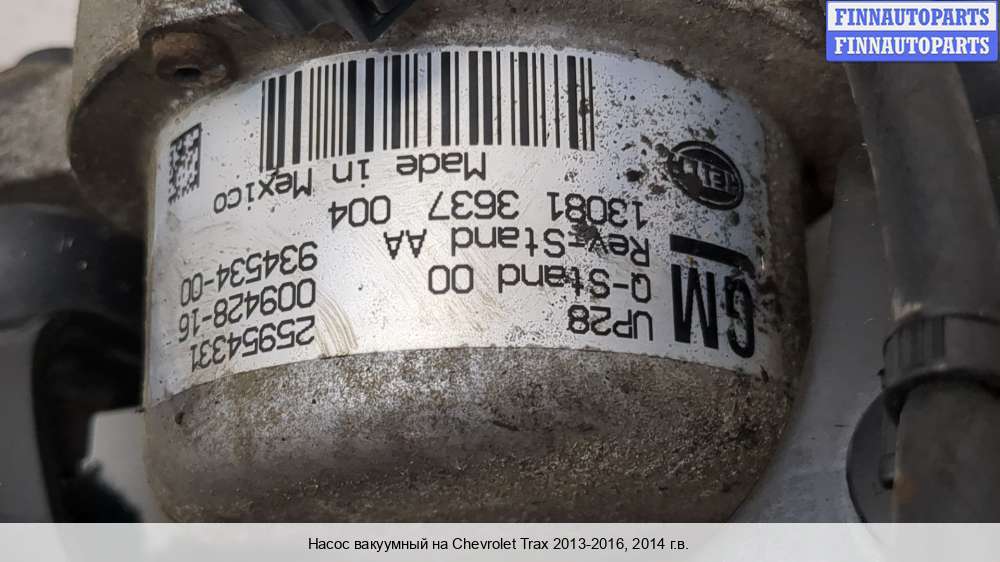 FINNAUTOPARTS
FINNAUTOPARTS
GM
HELLA
UP28
Q-Stand 00
Rev-Stand AA
13081 3637 004
Made in Mexico
25954331
009428-16
934534-00
Насос вакуумный на Chevrolet Trax 2013-2016, 2014 г.в.